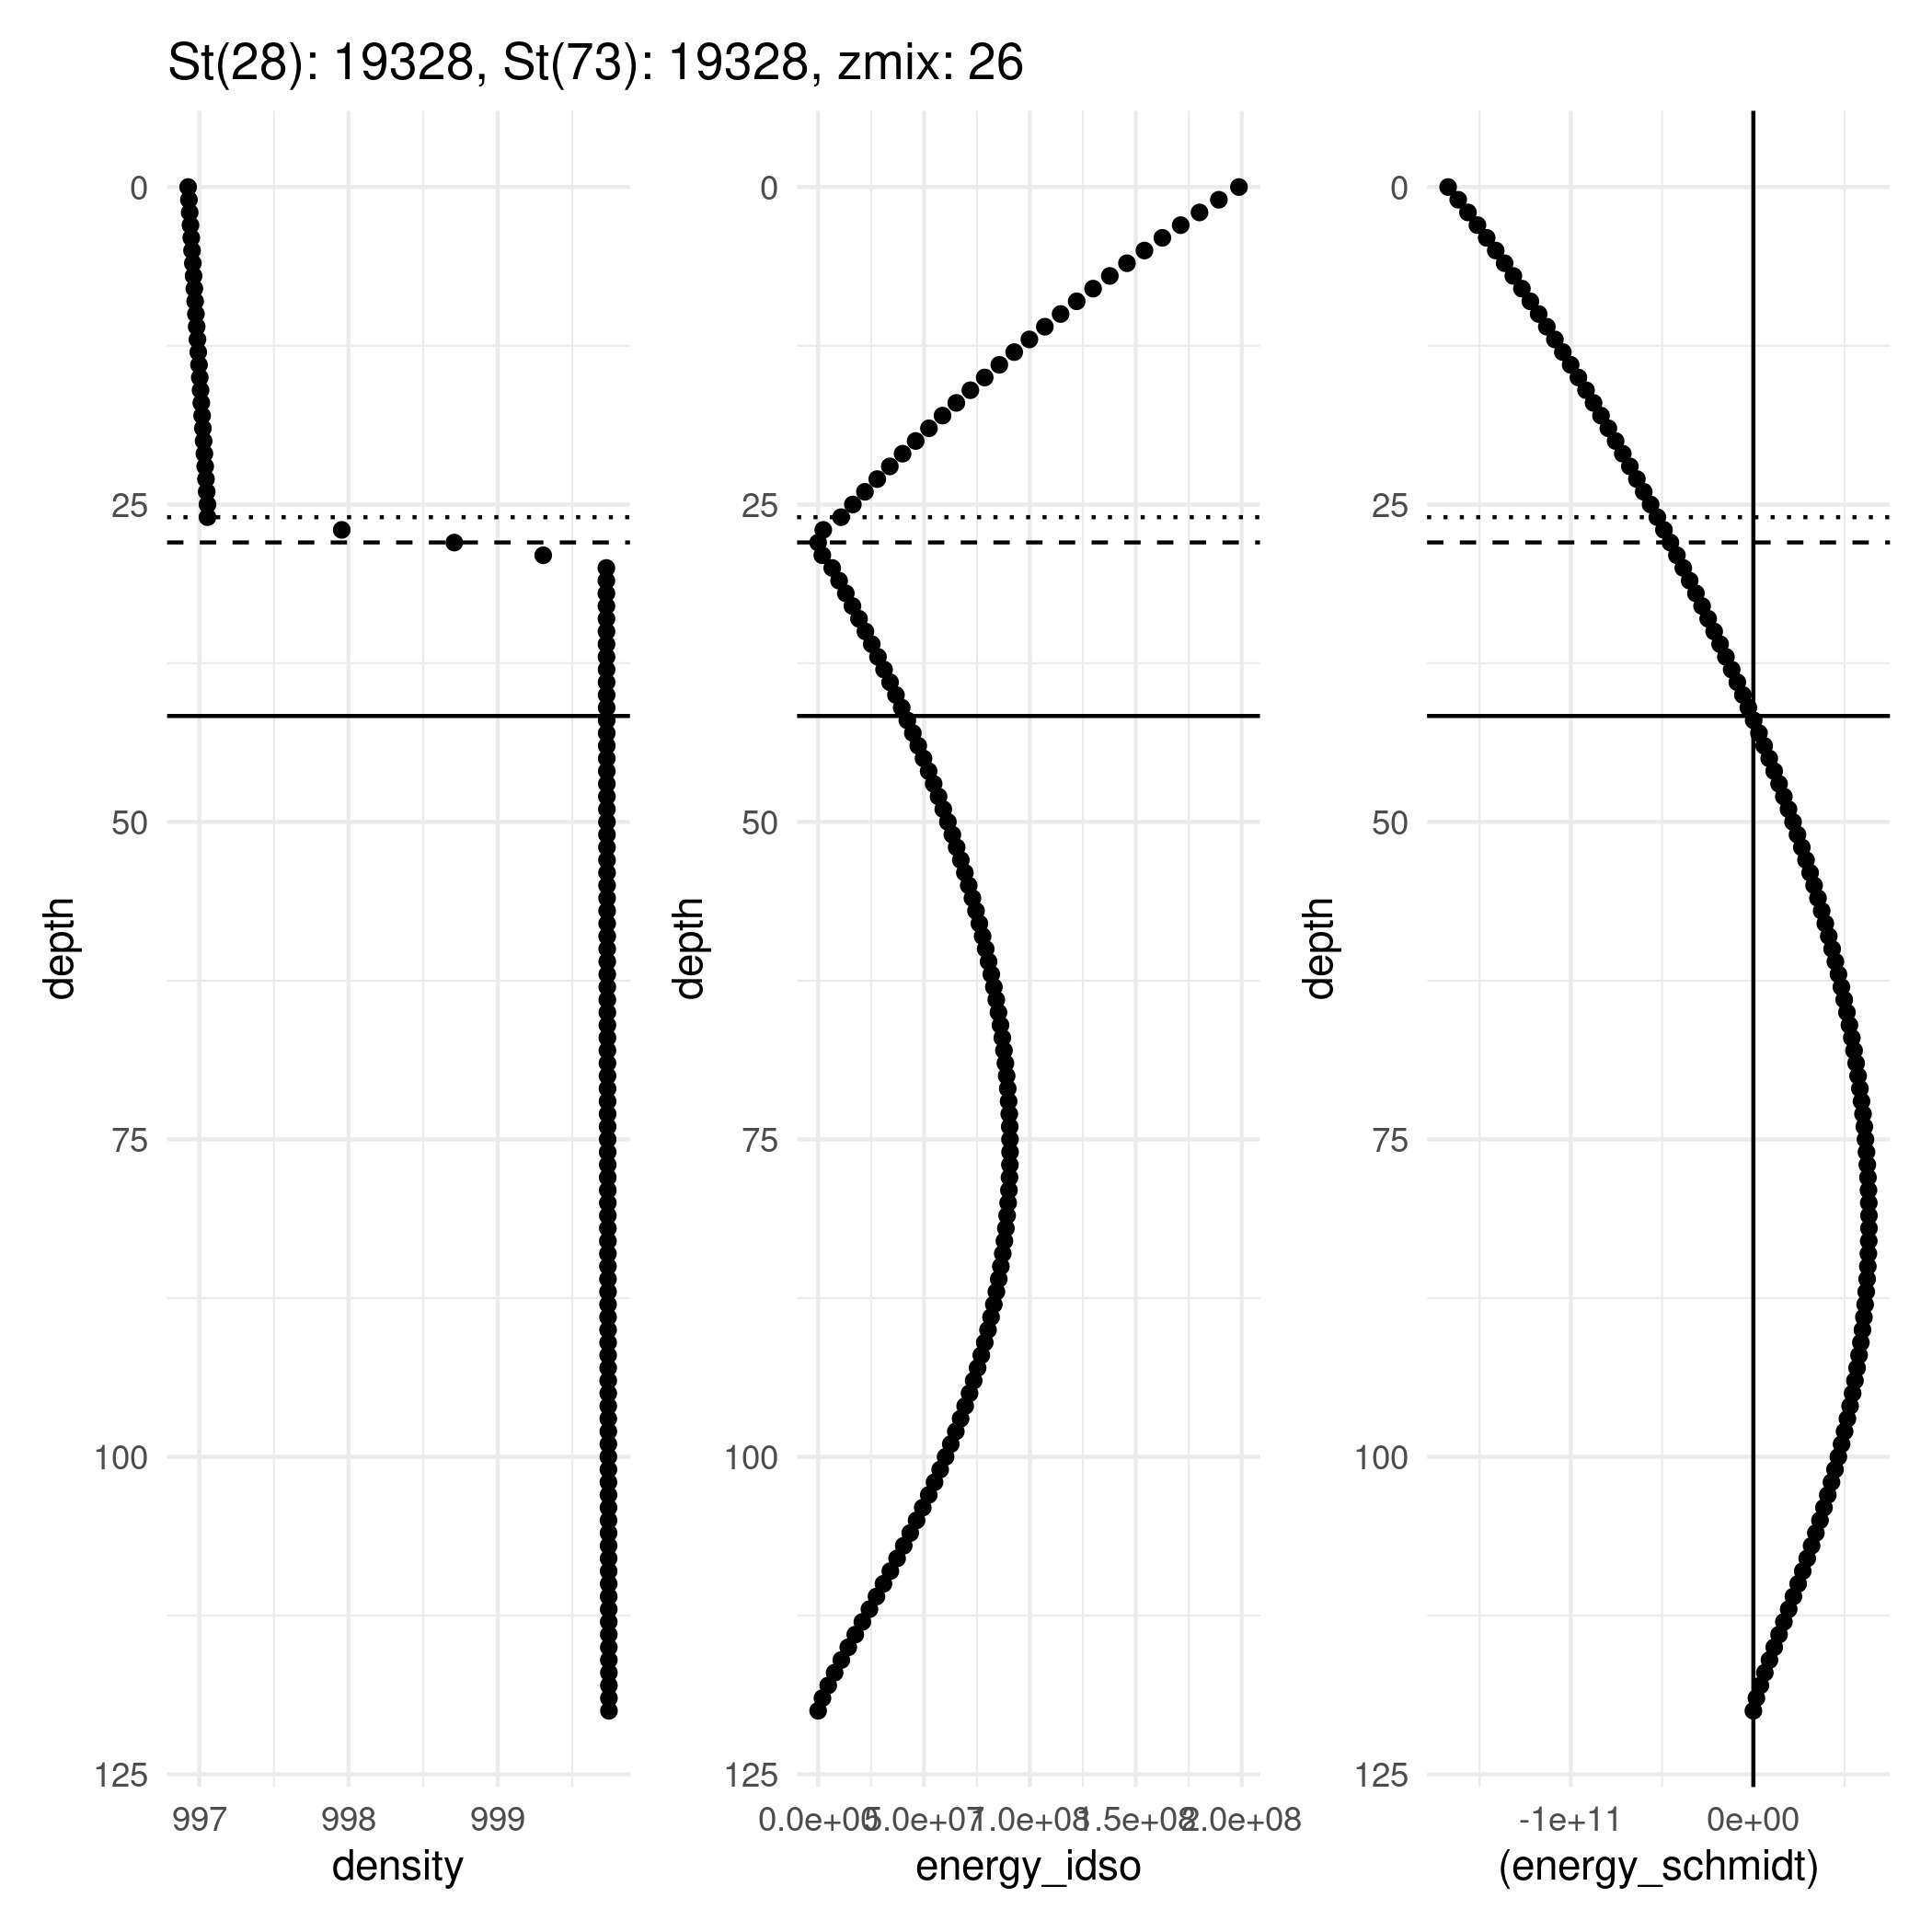 St(28): 19328, St(73): 19328, zmix: 26
0
25
50
75
100
125
depth
997
998
999
density
0
25
50
75
100
125
depth
0.0e+00
5.0e+07
1.0e+08
1.5e+08
2.0e+08
energy_idso
0
25
50
75
100
125
depth
-1e+11
0e+00
(energy_schmidt)